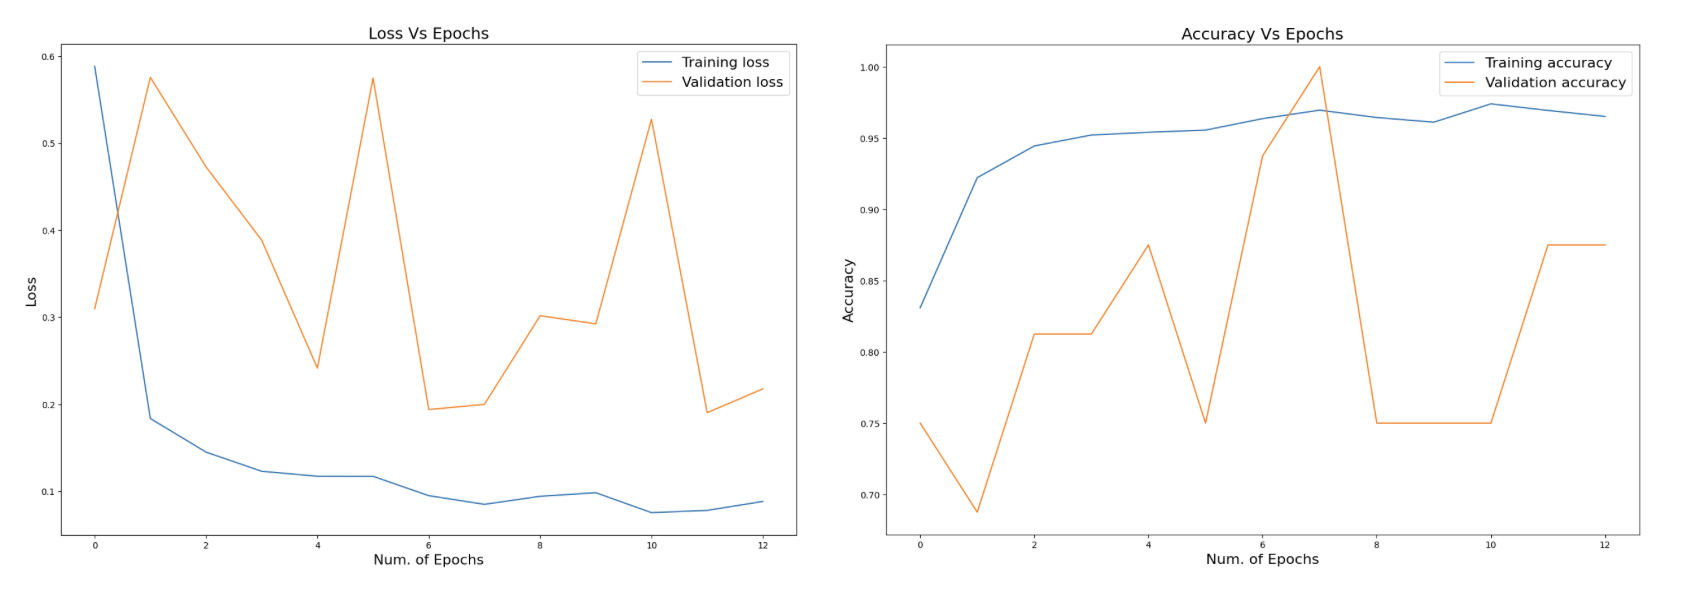 Loss Vs Epochs
Training loss
Validation loss
0.6
0.5
0.4
0.3
0.2
0.1
Loss
0 2 4 6 8 10 12
Num. of Epochs
Accuracy Vs Epochs
Training accuracy
Validation accuracy
1.00
0.95
0.90
0.85
0.80
0.75
0.70
Accuracy
0 2 4 6 8 10 12
Num. of Epochs